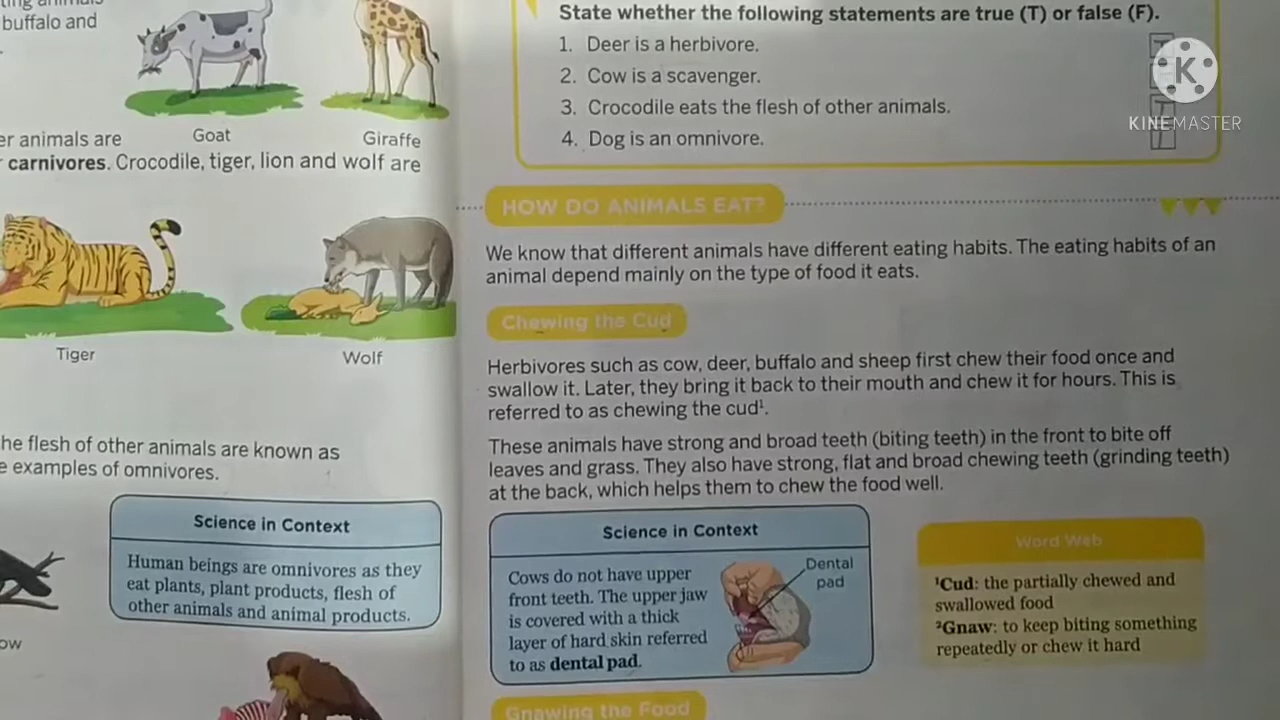 buffalo and
Goat
Giraffe
er animals are
carnivores. Crocodile, tiger, lion and wolf are
Tiger
Wolf
he flesh of other animals are known as
e examples of omnivores.
Science in Context
Human beings are omnivores as they
eat plants, plant products, flesh of
other animals and animal products.
ow
State whether the following statements are true (T) or false (F).
1. Deer is a herbivore.
2. Cow is a scavenger.
3. Crocodile eats the flesh of other animals.
4. Dog is an omnivore.
K
KINEMASTER
HOW DO ANIMALS EAT?
We know that different animals have different eating habits. The eating habits of an
animal depend mainly on the type of food it eats.
Chewing the Cud
Herbivores such as cow, deer, buffalo and sheep first chew their food once and
swallow it. Later, they bring it back to their mouth and chew it for hours. This is
referred to as chewing the cud¹.
These animals have strong and broad teeth (biting teeth) in the front to bite off
leaves and grass. They also have strong, flat and broad chewing teeth (grinding teeth)
at the back, which helps them to chew the food well.
Science in Context
Cows do not have upper
front teeth. The upper jaw
is covered with a thick
layer of hard skin referred
to as dental pad.
Dental
pad
Word Web
¹Cud: the partially chewed and
swallowed food
²Gnaw: to keep biting something
repeatedly or chew it hard
Gnawing the Food